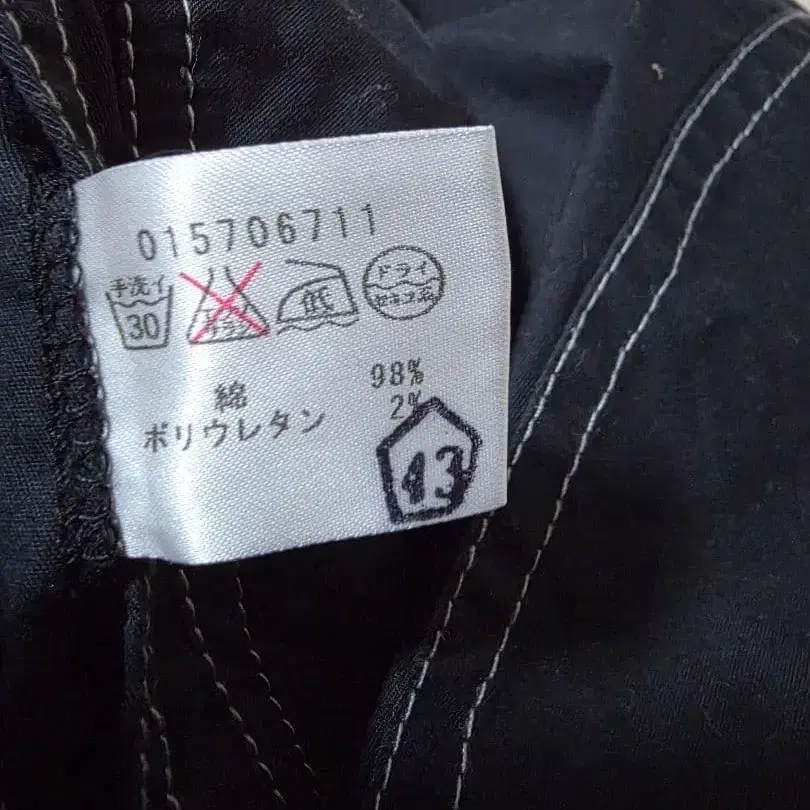 015706711
手洗イ 30 エンソ サラシ 低 ドライ セキユ系
綿 98%
ポリウレタン 2%
43